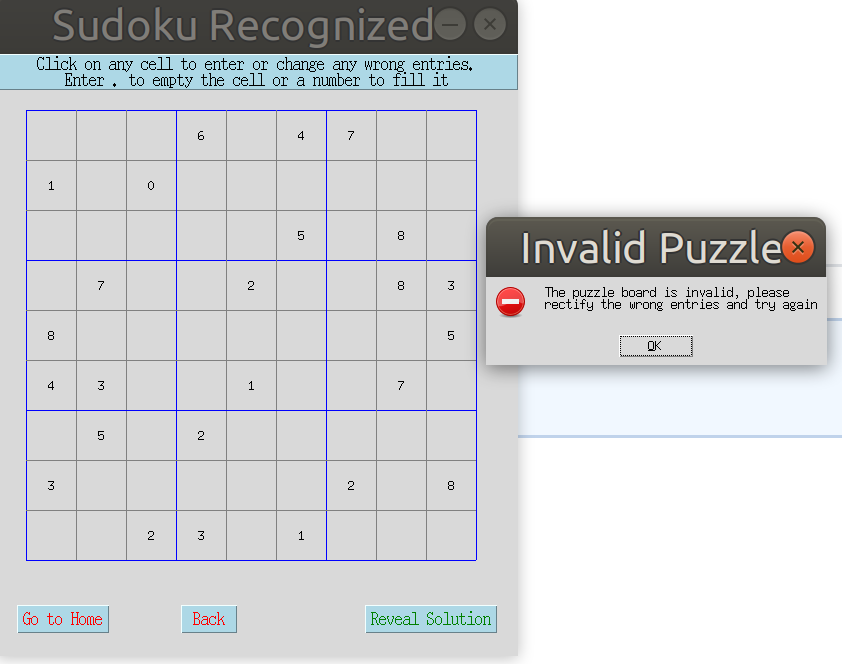 Sudoku Recognized
Click on any cell to enter or change any wrong entries.
Enter . to empty the cell or a number to fill it
6 4 7
1 0
5 8
7 2 8 3
8 5
4 3 1 7
5 2
3 2 8
2 3 1
Go to Home Back Reveal Solution
Invalid Puzzle
The puzzle board is invalid, please
rectify the wrong entries and try again
OK